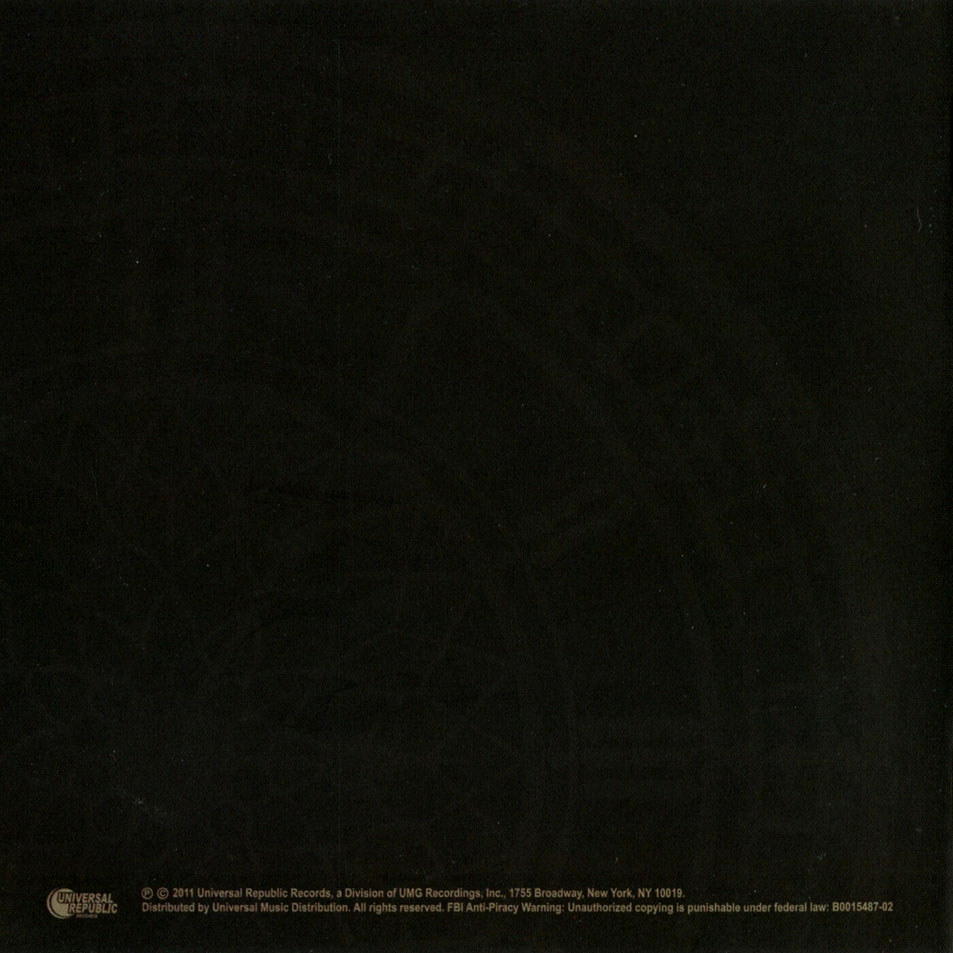 UNIVERSAL
REPUBLIC
RECORDS
℗ © 2011 Universal Republic Records, a Division of UMG Recordings, Inc., 1755 Broadway, New York, NY 10019.
Distributed by Universal Music Distribution. All rights reserved. FBI Anti-Piracy Warning: Unauthorized copying is punishable under federal law: B0015487-02